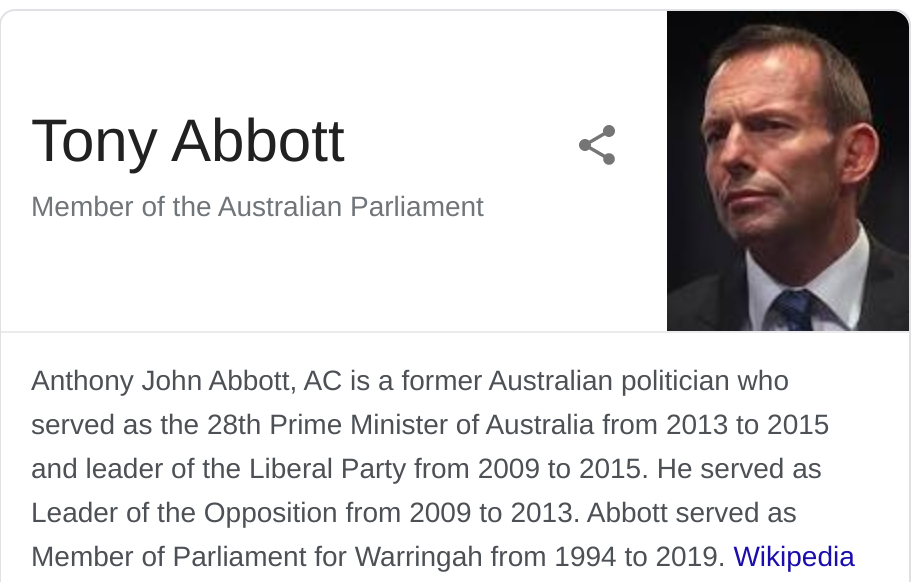 Tony Abbott
Member of the Australian Parliament
Anthony John Abbott, AC is a former Australian politician who
served as the 28th Prime Minister of Australia from 2013 to 2015
and leader of the Liberal Party from 2009 to 2015. He served as
Leader of the Opposition from 2009 to 2013. Abbott served as
Member of Parliament for Warringah from 1994 to 2019. Wikipedia